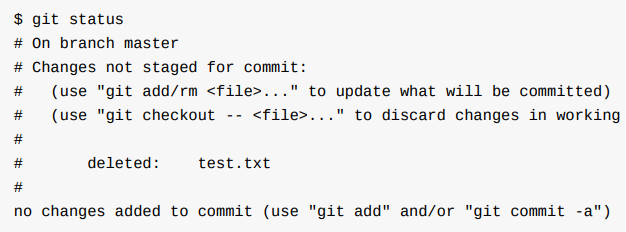 $ git status
# On branch master
# Changes not staged for commit:
#   (use "git add/rm <file>..." to update what will be committed)
#   (use "git checkout -- <file>..." to discard changes in working
#
#       deleted:    test.txt
#
no changes added to commit (use "git add" and/or "git commit -a")